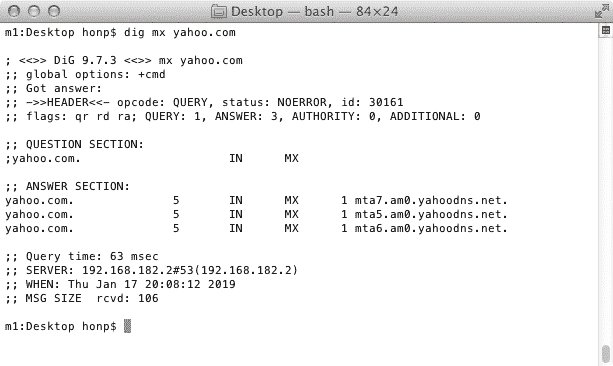 Desktop — bash — 84×24
m1:Desktop honp$ dig mx yahoo.com
; <<>> DiG 9.7.3 <<>> mx yahoo.com
;; global options: +cmd
;; Got answer:
;; ->>HEADER<<- opcode: QUERY, status: NOERROR, id: 30161
;; flags: qr rd ra; QUERY: 1, ANSWER: 3, AUTHORITY: 0, ADDITIONAL: 0
;; QUESTION SECTION:
;yahoo.com. IN MX
;; ANSWER SECTION:
yahoo.com. 5 IN MX 1 mta7.am0.yahoodns.net.
yahoo.com. 5 IN MX 1 mta5.am0.yahoodns.net.
yahoo.com. 5 IN MX 1 mta6.am0.yahoodns.net.
;; Query time: 63 msec
;; SERVER: 192.168.182.2#53(192.168.182.2)
;; WHEN: Thu Jan 17 20:08:12 2019
;; MSG SIZE rcvd: 106
m1:Desktop honp$